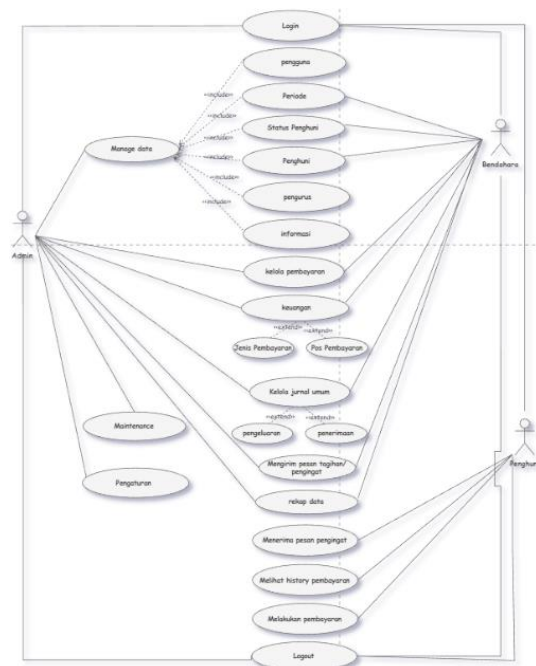 Login
pengguna
<<include>>
Periode
<<include>>
Status Penghuni
<<include>>
Manage data
Penghuni
<<include>>
Bendahara
<<include>>
pengurus
<<include>>
informasi
Admin
kelola pembayaran
keuangan
<<extend>>
<<extend>>
Jenis Pembayaran
Pos Pembayaran
Kelola jurnal umum
<<extend>>
<<extend>>
Maintenance
pengeluaran
penerimaan
Mengirim pesan tagihan/
pengingat
Penghuni
Pengaturan
rekap data
Menerima pesan pengingat
Melihat history pembayaran
Melakukan pembayaran
Logout